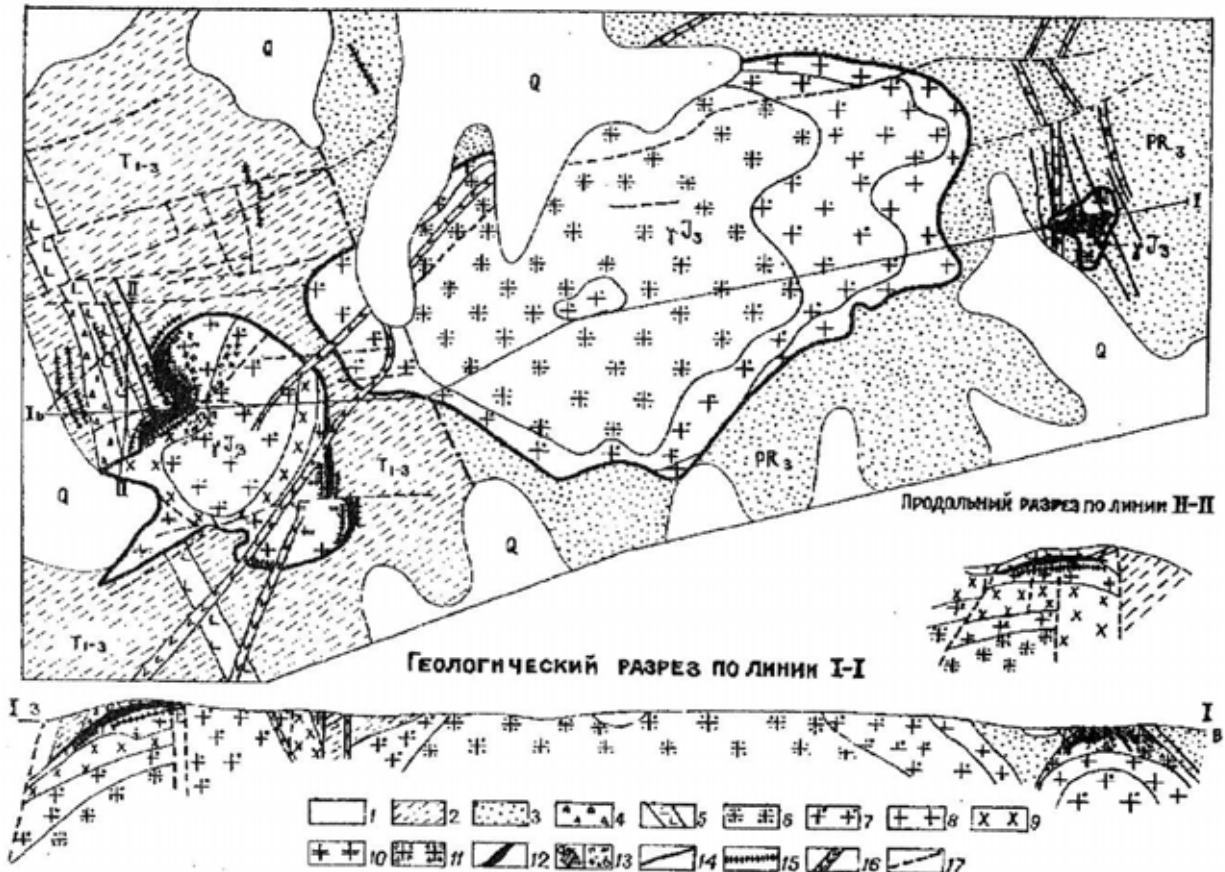 Q
Q
T1-3
PR3
I
γJ3
γJ3
II
Q
Ib
γJ3
II
T1-3
PR3
Q
Q
T1-3
Продольный разрез по линии II-II
Геологический разрез по линии I-I
I З
I В
1 2 3 4 5 6 7 8 9
10 11 12 13 14 15 16 17